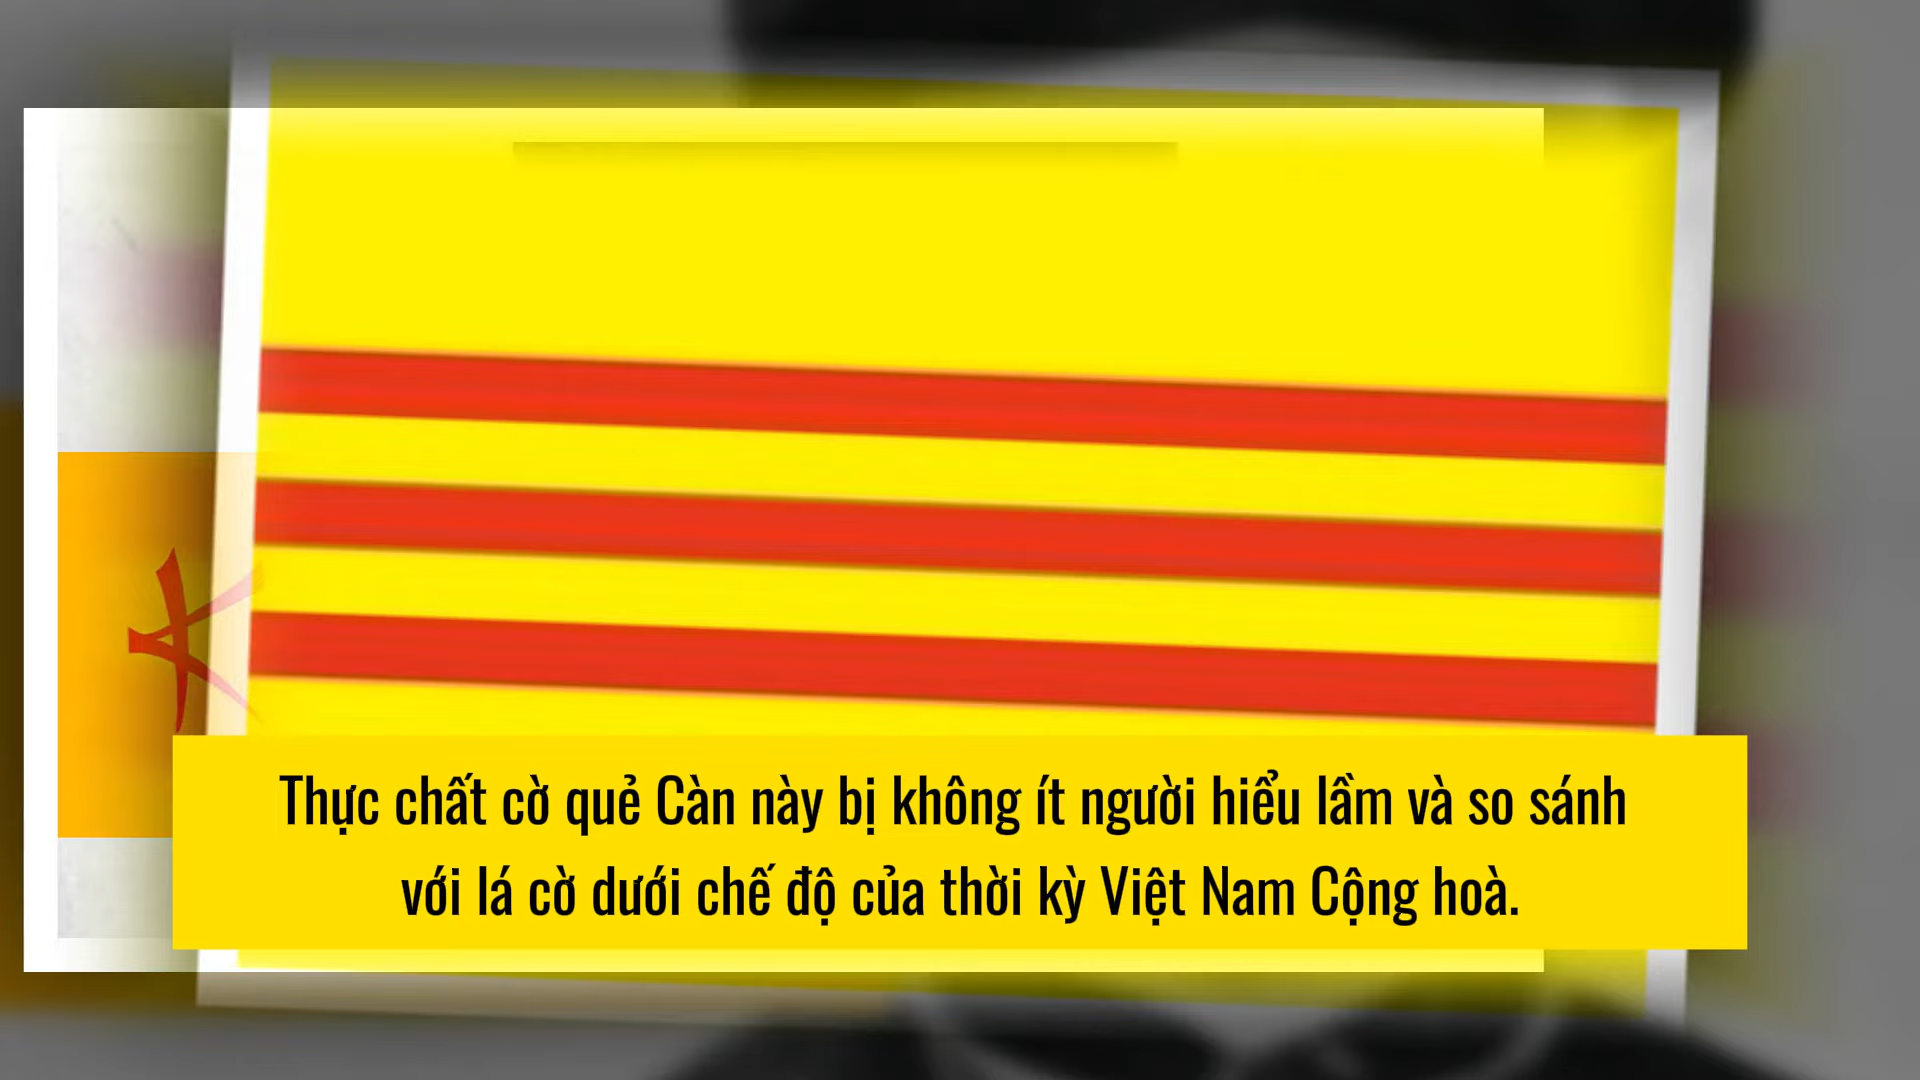 Thực chất cờ quẻ Càn này bị không ít người hiểu lầm và so sánh
với lá cờ dưới chế độ của thời kỳ Việt Nam Cộng hoà.